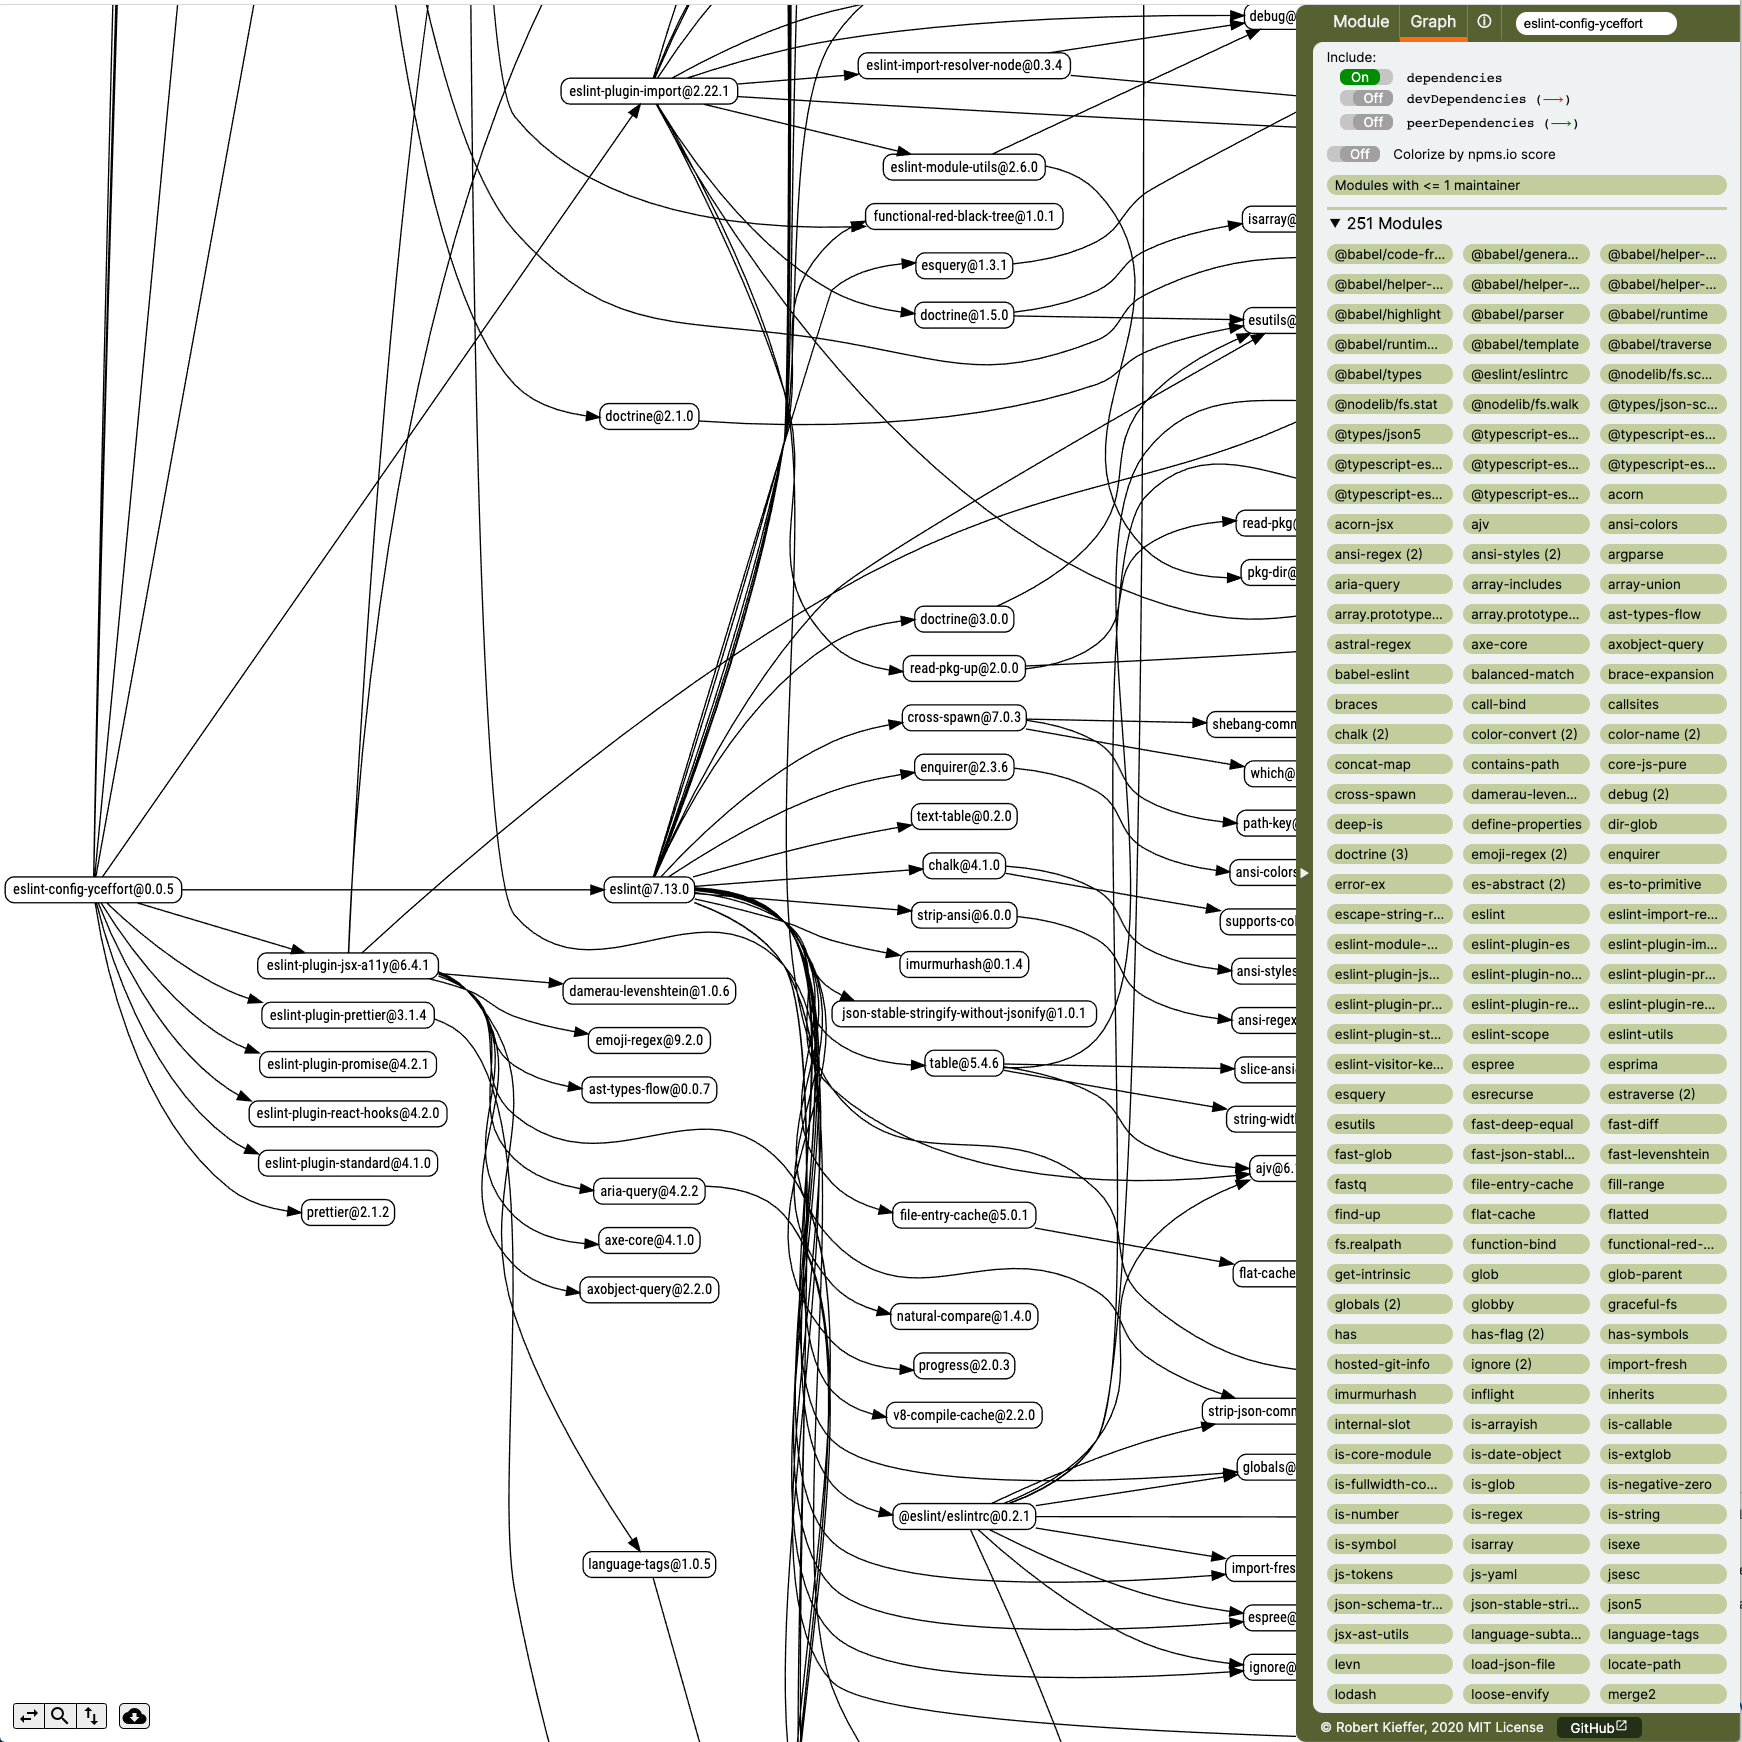 debug@
eslint-import-resolver-node@0.3.4
eslint-plugin-import@2.22.1
eslint-module-utils@2.6.0
functional-red-black-tree@1.0.1
isarray@
esquery@1.3.1
doctrine@1.5.0
esutils@
doctrine@2.1.0
read-pkg@
pkg-dir@
doctrine@3.0.0
read-pkg-up@2.0.0
cross-spawn@7.0.3
shebang-comm
enquirer@2.3.6
which@
text-table@0.2.0
path-key@
chalk@4.1.0
ansi-colors
eslint-config-yceffort@0.0.5
eslint@7.13.0
strip-ansi@6.0.0
supports-col
eslint-plugin-jsx-a11y@6.4.1
imurmurhash@0.1.4
ansi-styles
damerau-levenshtein@1.0.6
eslint-plugin-prettier@3.1.4
json-stable-stringify-without-jsonify@1.0.1
ansi-regex
emoji-regex@9.2.0
eslint-plugin-promise@4.2.1
table@5.4.6
slice-ansi
ast-types-flow@0.0.7
eslint-plugin-react-hooks@4.2.0
string-widt
eslint-plugin-standard@4.1.0
ajv@6.
aria-query@4.2.2
prettier@2.1.2
file-entry-cache@5.0.1
axe-core@4.1.0
flat-cache
axobject-query@2.2.0
natural-compare@1.4.0
progress@2.0.3
v8-compile-cache@2.2.0
strip-json-comm
globals@
@eslint/eslintrc@0.2.1
language-tags@1.0.5
import-fres
espree@
ignore@
Module Graph ⓘ eslint-config-yceffort
Include:
On dependencies
Off devDependencies (⟶)
Off peerDependencies (⟶)
Off Colorize by npms.io score
Modules with <= 1 maintainer
▼ 251 Modules
@babel/code-fr... @babel/genera... @babel/helper-...
@babel/helper-... @babel/helper-... @babel/helper-...
@babel/highlight @babel/parser @babel/runtime
@babel/runtim... @babel/template @babel/traverse
@babel/types @eslint/eslintrc @nodelib/fs.sc...
@nodelib/fs.stat @nodelib/fs.walk @types/json-sc...
@types/json5 @typescript-es... @typescript-es...
@typescript-es... @typescript-es... @typescript-es...
@typescript-es... @typescript-es... acorn
acorn-jsx ajv ansi-colors
ansi-regex (2) ansi-styles (2) argparse
aria-query array-includes array-union
array.prototype... array.prototype... ast-types-flow
astral-regex axe-core axobject-query
babel-eslint balanced-match brace-expansion
braces call-bind callsites
chalk (2) color-convert (2) color-name (2)
concat-map contains-path core-js-pure
cross-spawn damerau-leven... debug (2)
deep-is define-properties dir-glob
doctrine (3) emoji-regex (2) enquirer
error-ex es-abstract (2) es-to-primitive
escape-string-r... eslint eslint-import-re...
eslint-module-... eslint-plugin-es eslint-plugin-im...
eslint-plugin-js... eslint-plugin-no... eslint-plugin-pr...
eslint-plugin-pr... eslint-plugin-re... eslint-plugin-re...
eslint-plugin-st... eslint-scope eslint-utils
eslint-visitor-ke... espree esprima
esquery esrecurse estraverse (2)
esutils fast-deep-equal fast-diff
fast-glob fast-json-stabl... fast-levenshtein
fastq file-entry-cache fill-range
find-up flat-cache flatted
fs.realpath function-bind functional-red-...
get-intrinsic glob glob-parent
globals (2) globby graceful-fs
has has-flag (2) has-symbols
hosted-git-info ignore (2) import-fresh
imurmurhash inflight inherits
internal-slot is-arrayish is-callable
is-core-module is-date-object is-extglob
is-fullwidth-co... is-glob is-negative-zero
is-number is-regex is-string
is-symbol isarray isexe
js-tokens js-yaml jsesc
json-schema-tr... json-stable-stri... json5
jsx-ast-utils language-subta... language-tags
levn load-json-file locate-path
lodash loose-envify merge2
© Robert Kieffer, 2020 MIT License GitHub